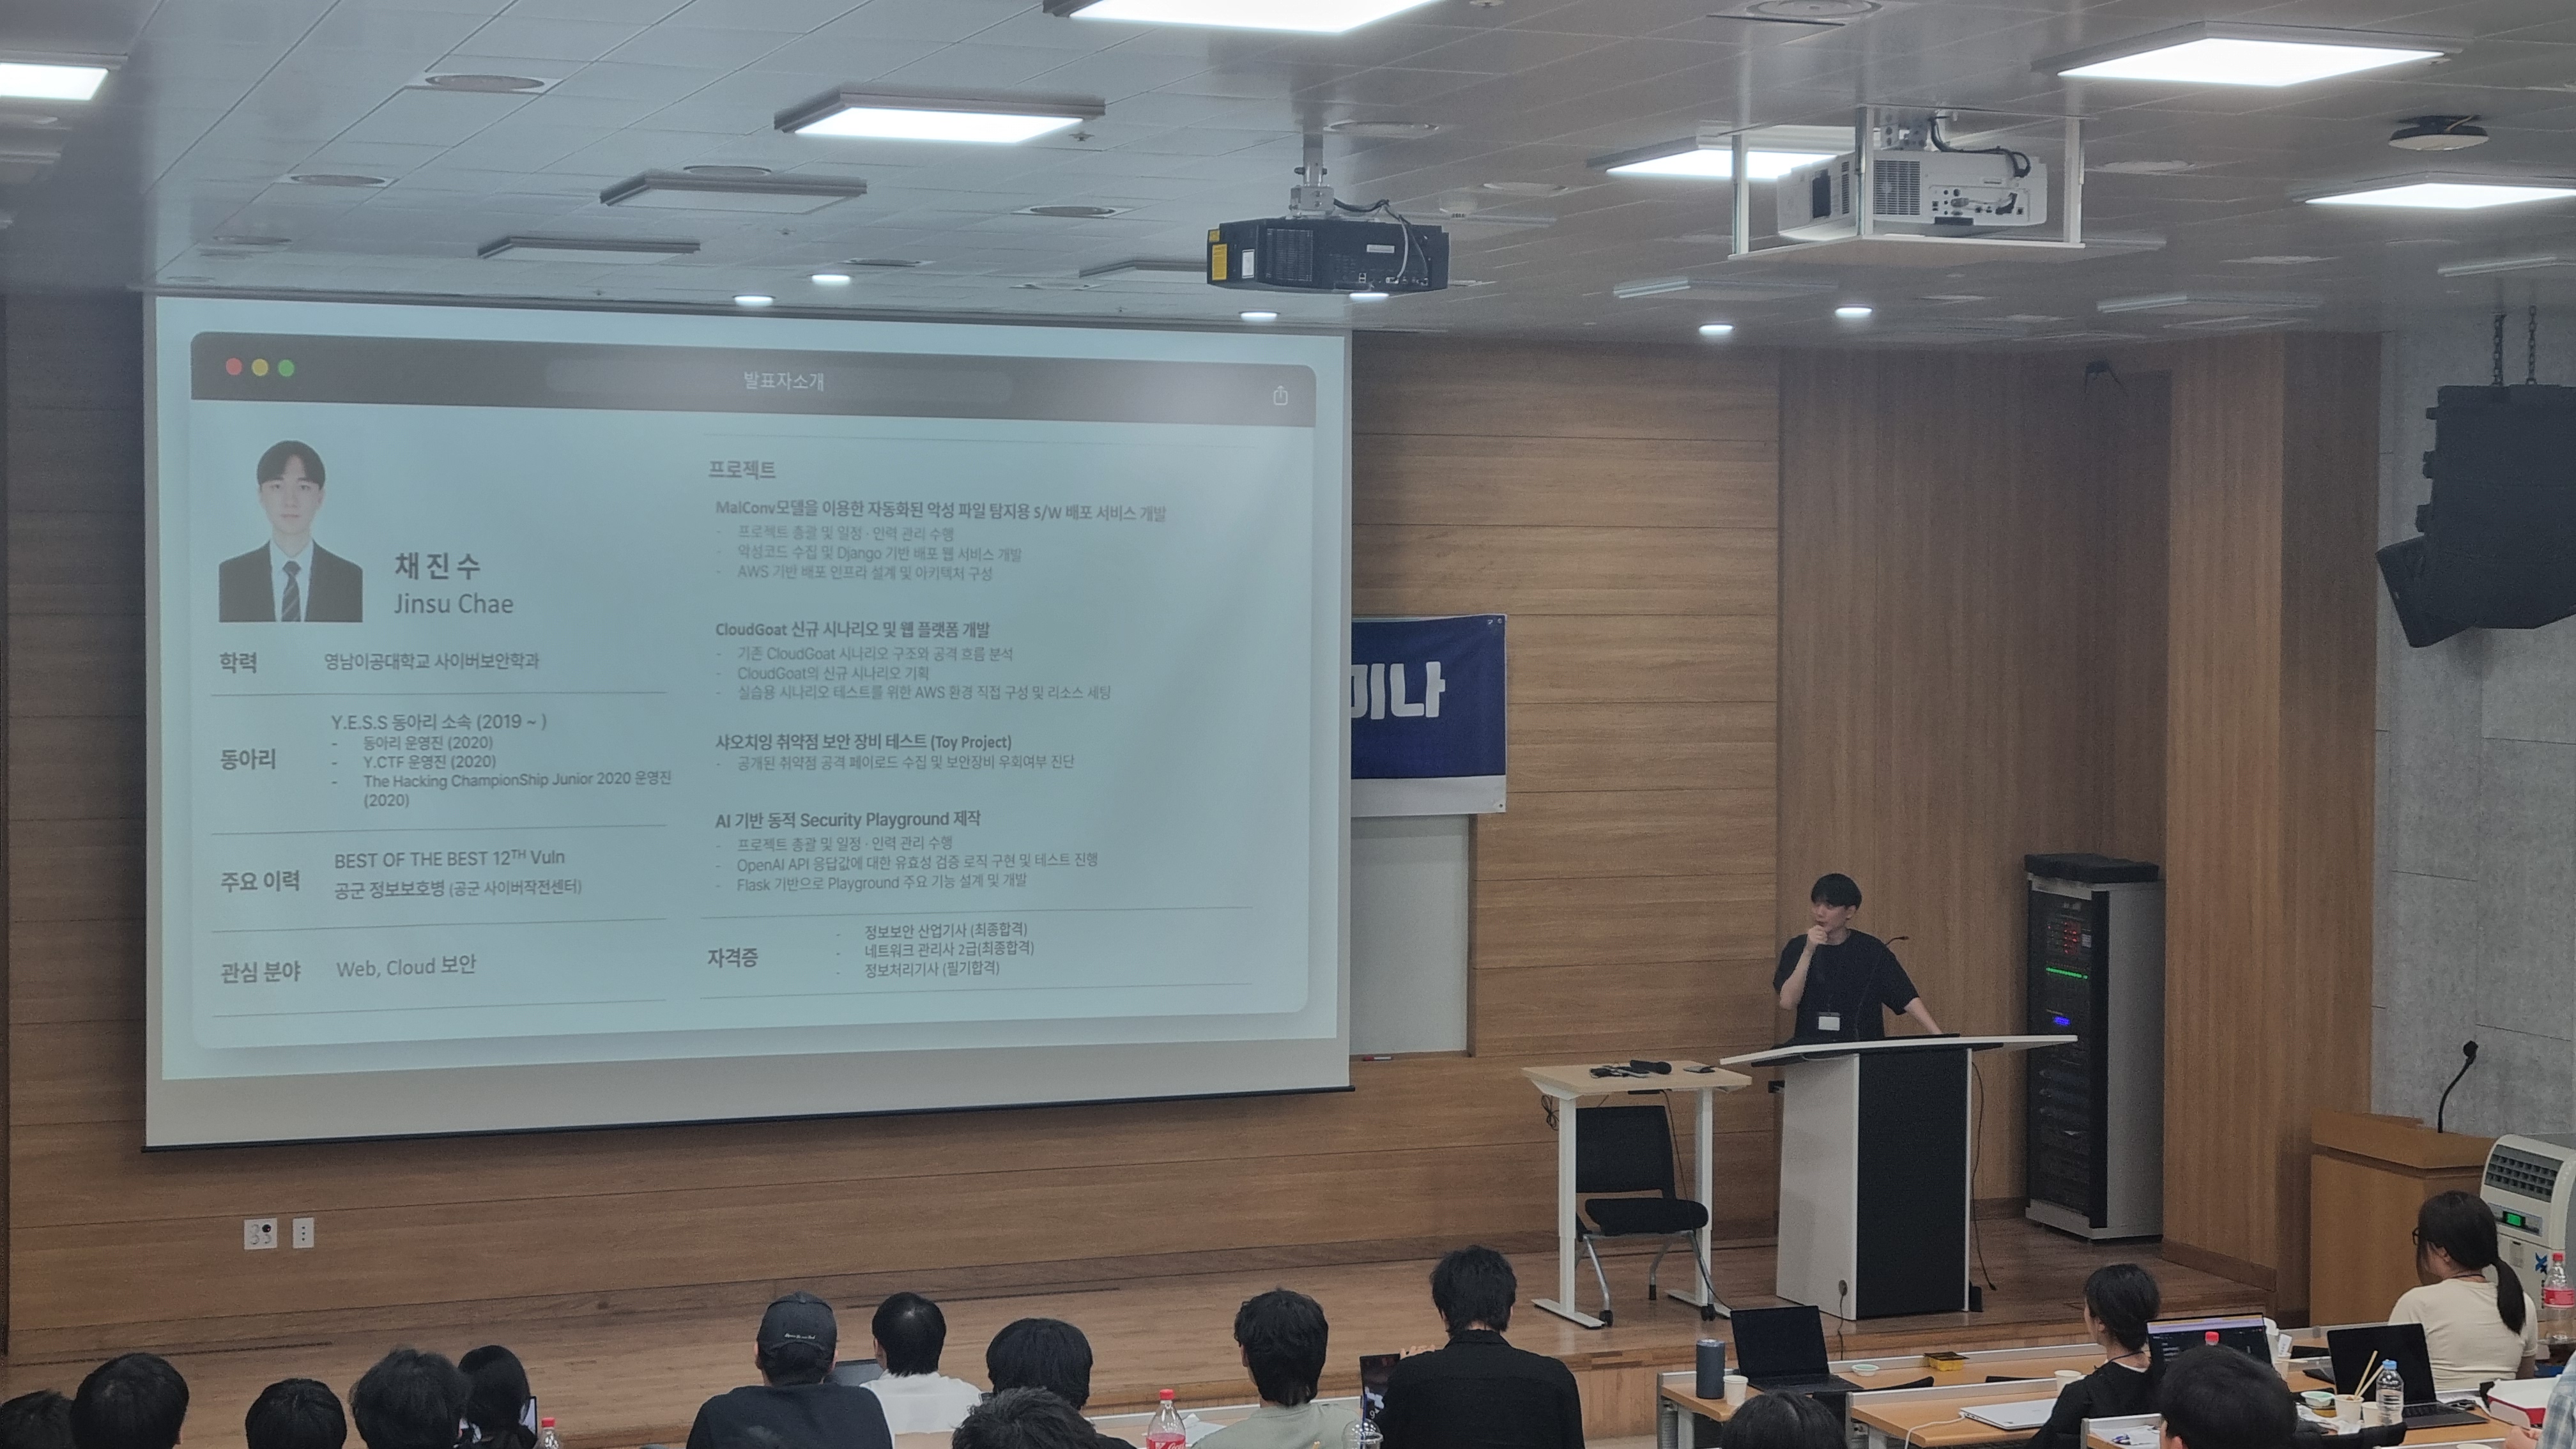 발표자소개
채진수
Jinsu Chae
학력
영남이공대학교 사이버보안학과
동아리
Y.E.S.S 동아리 소속 (2019 ~ )
- 동아리 운영진 (2020)
- Y.CTF 운영진 (2020)
- The Hacking ChampionShip Junior 2020 운영진
(2020)
주요 이력
BEST OF THE BEST 12TH Vuln
공군 정보보호병 (공군 사이버작전센터)
관심 분야
Web, Cloud 보안
프로젝트
MalConv모델을 이용한 자동화된 악성 파일 탐지용 S/W 배포 서비스 개발
- 프로젝트 총괄 및 일정 · 인력 관리 수행
- 악성코드 수집 및 Django 기반 배포 웹 서비스 개발
- AWS 기반 배포 인프라 설계 및 아키텍처 구성
CloudGoat 신규 시나리오 및 웹 플랫폼 개발
- 기존 CloudGoat 시나리오 구조와 공격 흐름 분석
- CloudGoat의 신규 시나리오 기획
- 실습용 시나리오 테스트를 위한 AWS 환경 직접 구성 및 리소스 세팅
샤오치잉 취약점 보안 장비 테스트 (Toy Project)
- 공개된 취약점 공격 페이로드 수집 및 보안장비 우회여부 진단
AI 기반 동적 Security Playground 제작
- 프로젝트 총괄 및 일정 · 인력 관리 수행
- OpenAI API 응답값에 대한 유효성 검증 로직 구현 및 테스트 진행
- Flask 기반으로 Playground 주요 기능 설계 및 개발
자격증
- 정보보안 산업기사 (최종합격)
- 네트워크 관리사 2급(최종합격)
- 정보처리기사 (필기합격)
미나